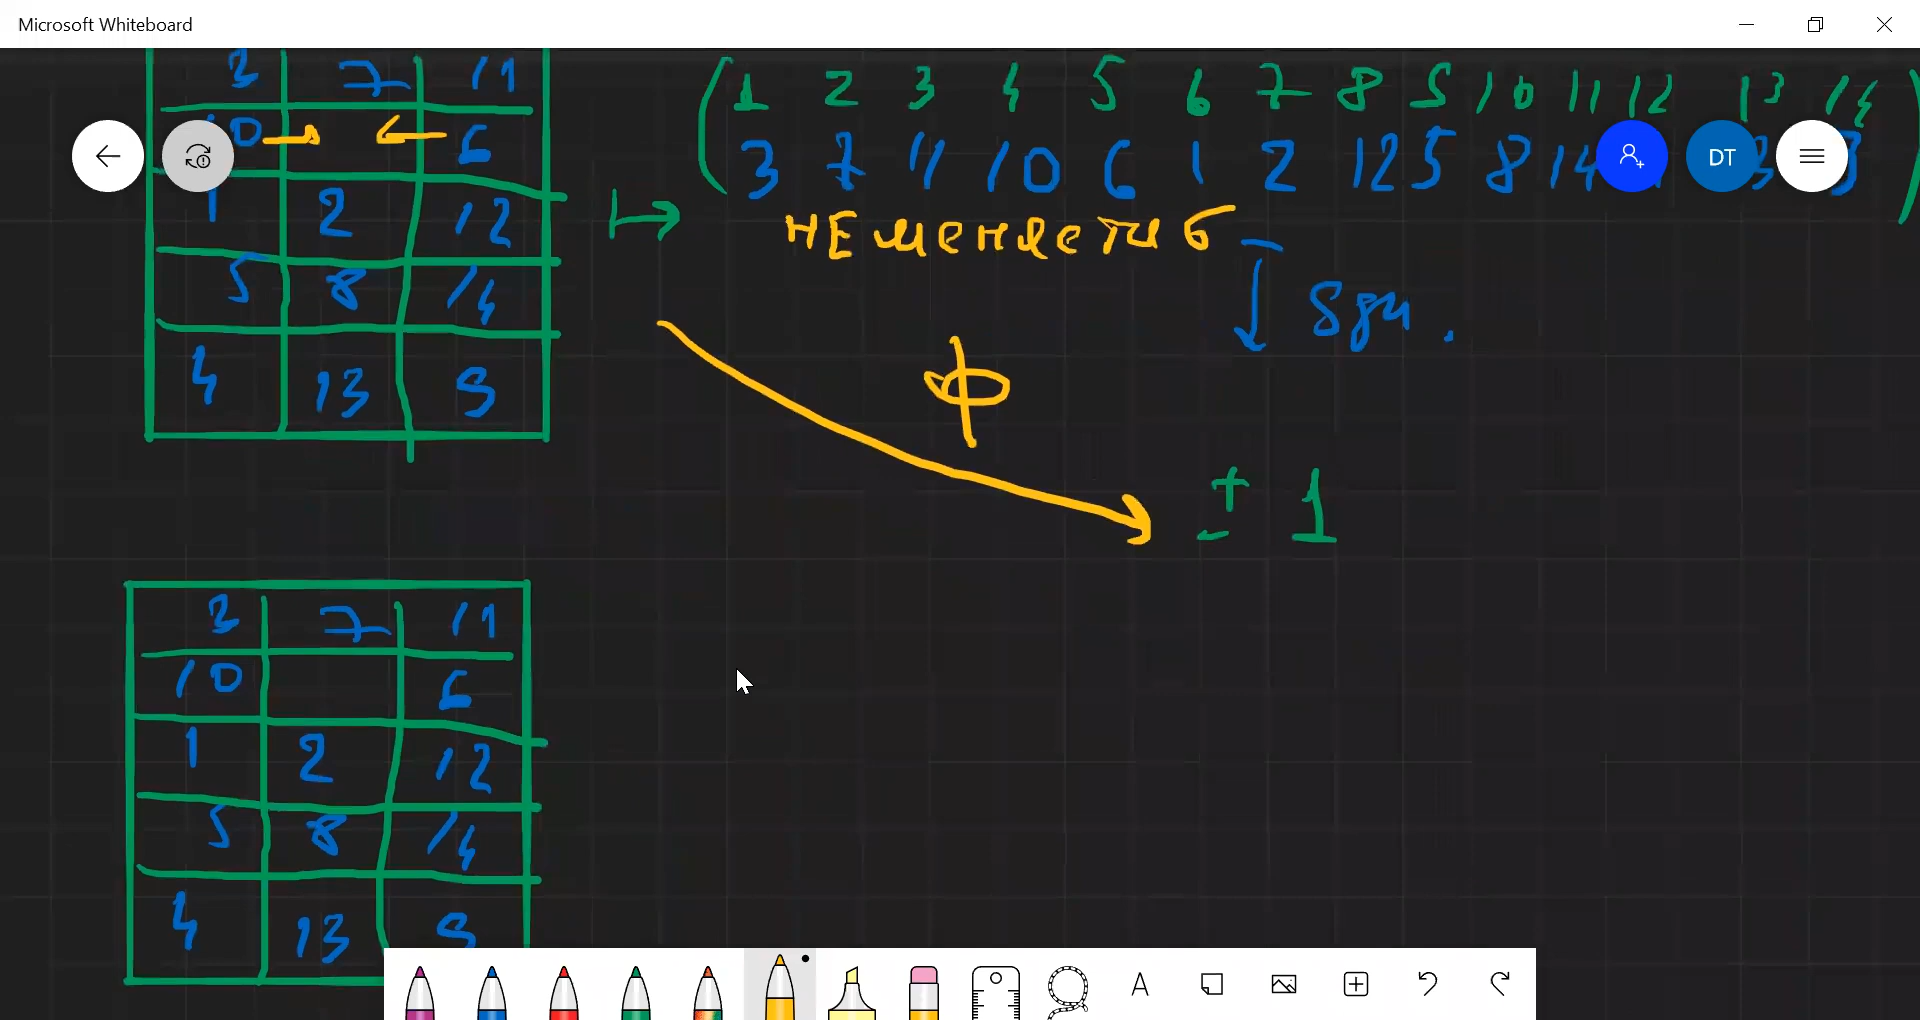 Microsoft Whiteboard
3 7 11
10 6
1 2 12
5 8 14
4 13 9
( 1 2 3 4 5 6 7 8 9 10 11 12 13 14 )
3 7 11 10 6 1 2 12 5 8 14
DT
не меняется
sgn.
Φ
± 1
3 7 11
10 6
1 2 12
5 8 14
4 13 9
A